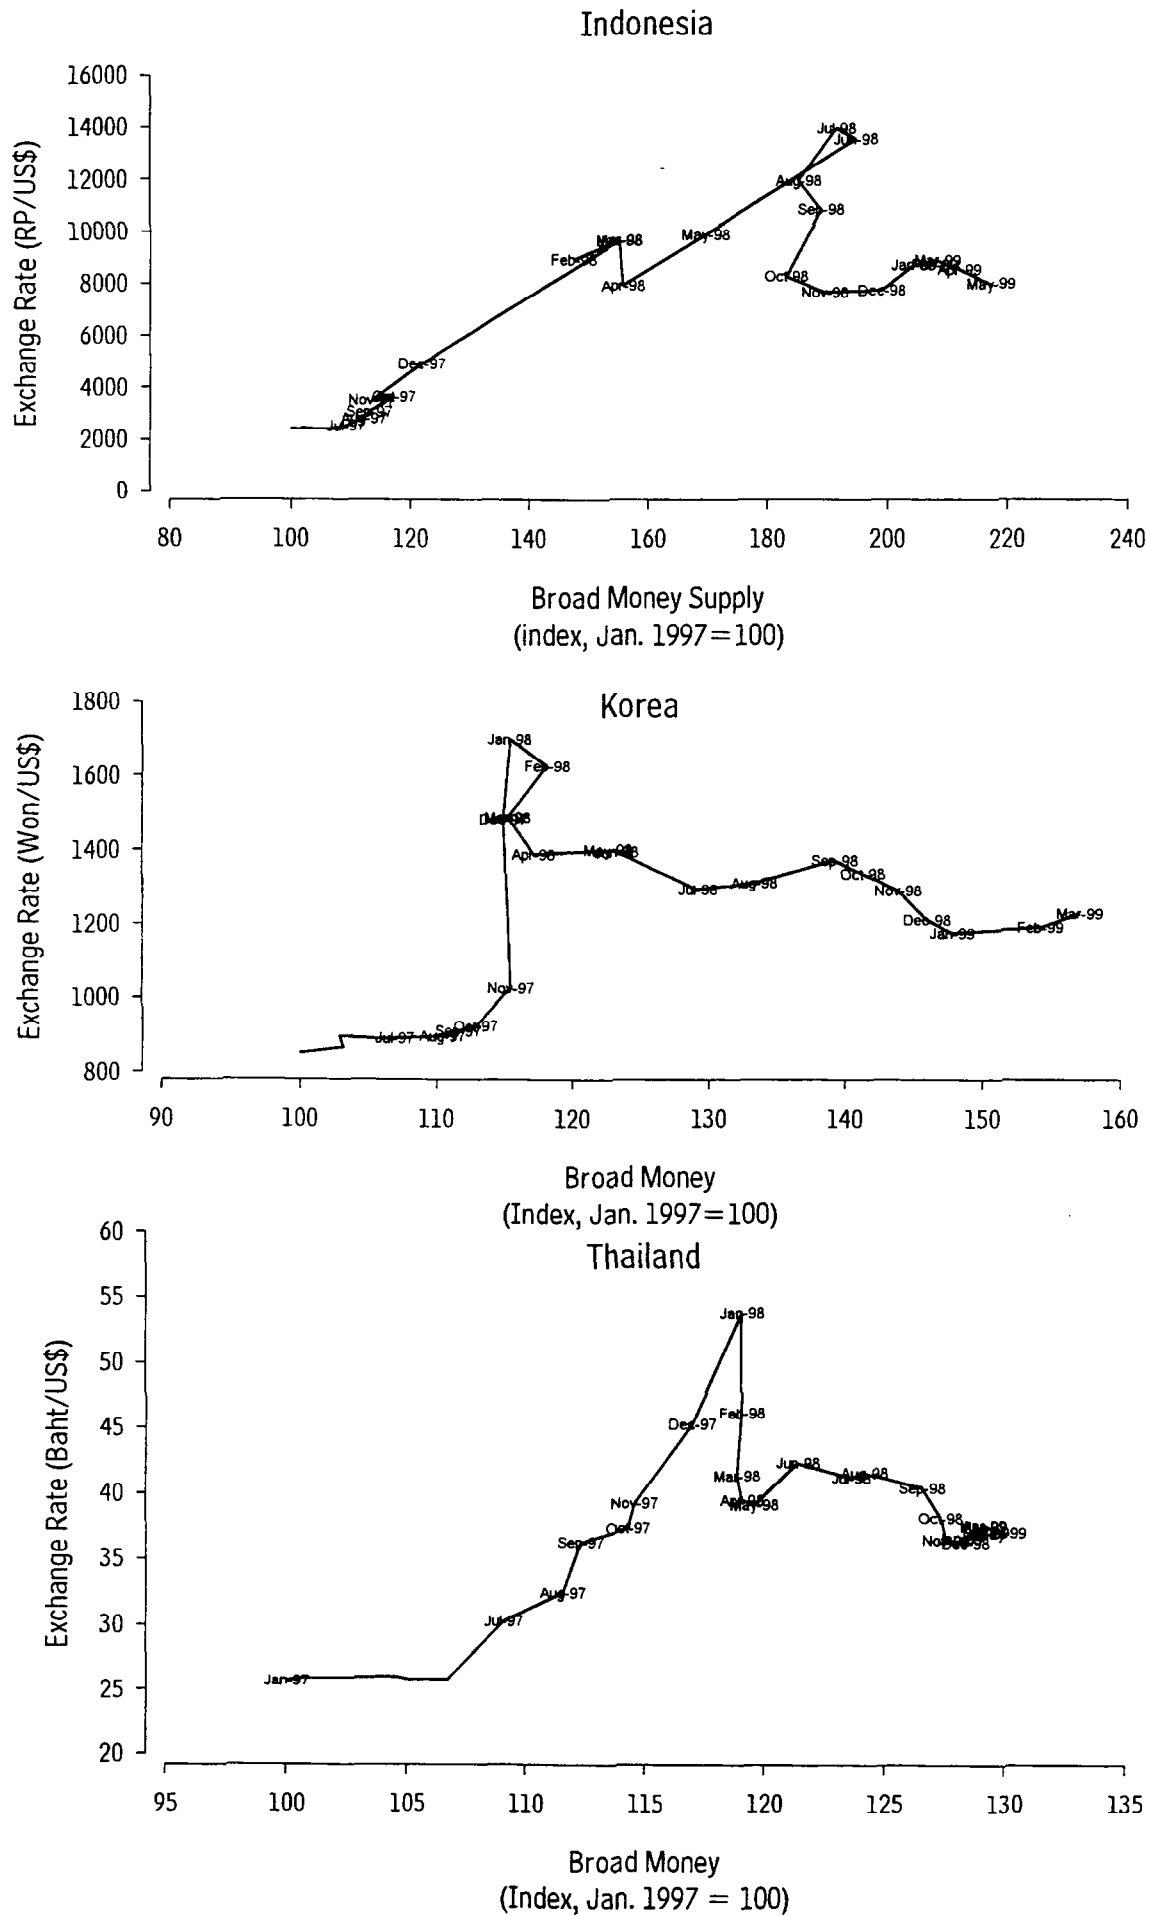 Indonesia
16000
14000
12000
10000
8000
6000
4000
2000
0
Exchange Rate (RP/US$)
Jul-98
Jun-98
Aug-98
Sep-98
Feb-98
Apr-98
May-98
Oct-98
Nov-98
Dec-98
Mar-99
May-99
Dec-97
80
100
120
140
160
180
200
220
240
Broad Money Supply
(index, Jan. 1997=100)
Korea
1800
1600
1400
1200
1000
800
Exchange Rate (Won/US$)
Jan-98
Feb-98
Apr-98
Jul-98
Aug-98
Sep-98
Oct-98
Nov-98
Dec-98
Jan-99
Feb-99
Mar-99
Nov-97
Oct-97
Jul-97
Aug-97
90
100
110
120
130
140
150
160
Broad Money
(Index, Jan. 1997=100)
Thailand
60
55
50
45
40
35
30
25
20
Exchange Rate (Baht/US$)
Jan-98
Feb-98
Dec-97
Mar-98
May-98
Jun-98
Aug-98
Sep-98
Oct-98
Nov-97
Oct-97
Sep-97
Aug-97
Jul-97
Jan-97
95
100
105
110
115
120
125
130
135
Broad Money
(Index, Jan. 1997 = 100)